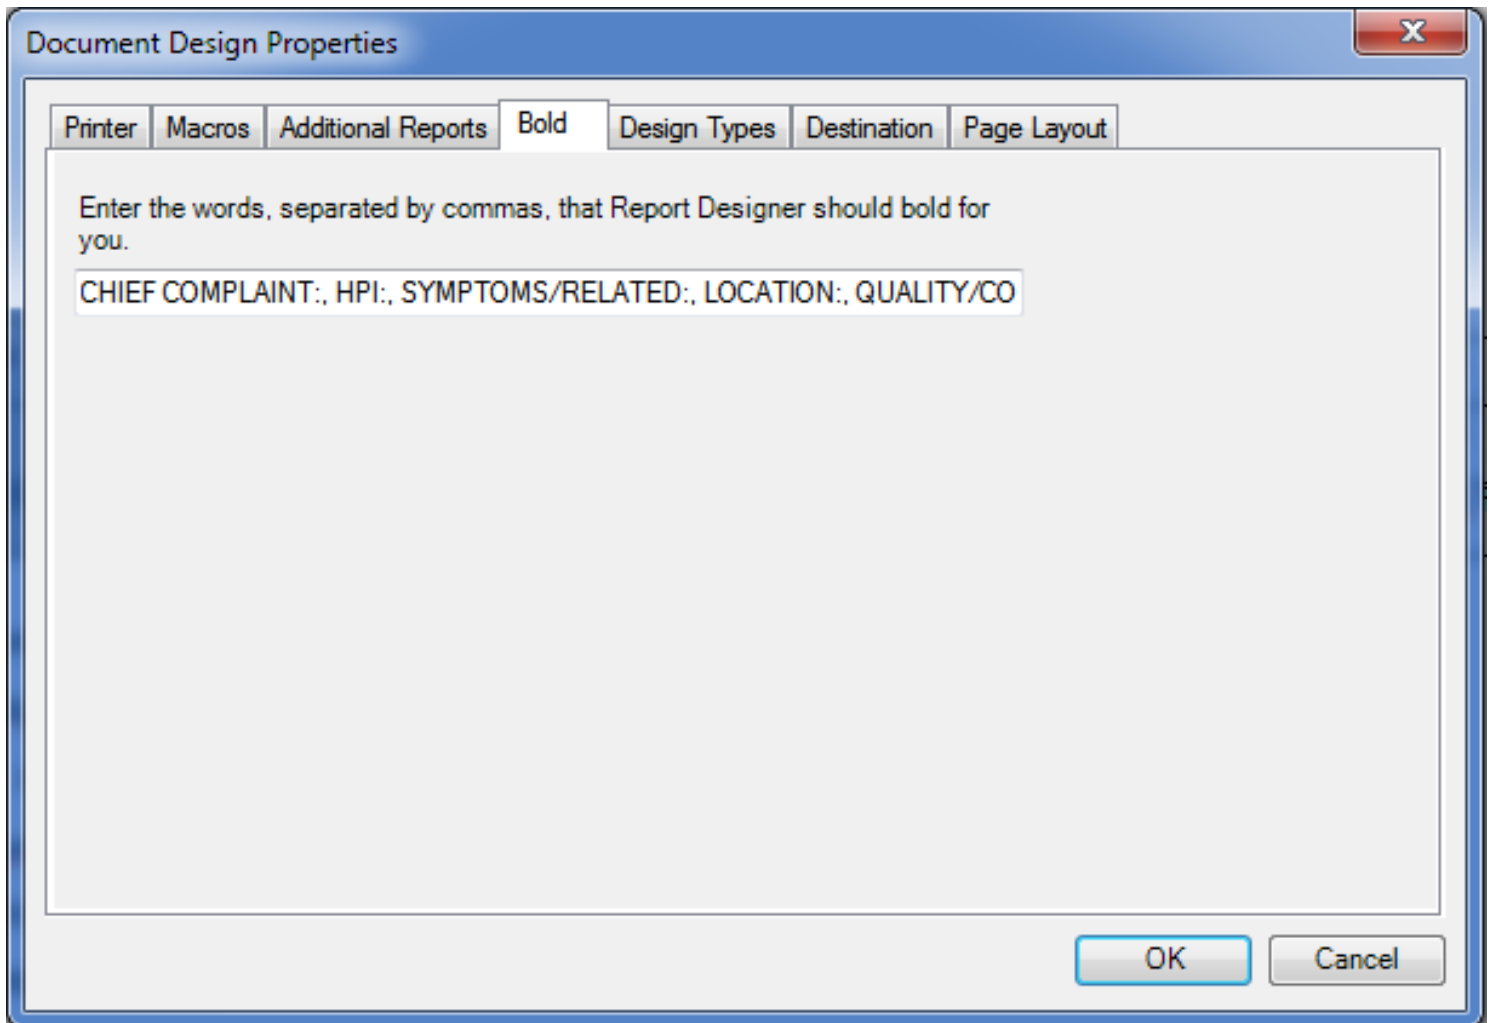 Document Design Properties
X
Printer Macros Additional Reports Bold Design Types Destination Page Layout
Enter the words, separated by commas, that Report Designer should bold for
you.
CHIEF COMPLAINT:, HPI:, SYMPTOMS/RELATED:, LOCATION:, QUALITY/CO
OK Cancel